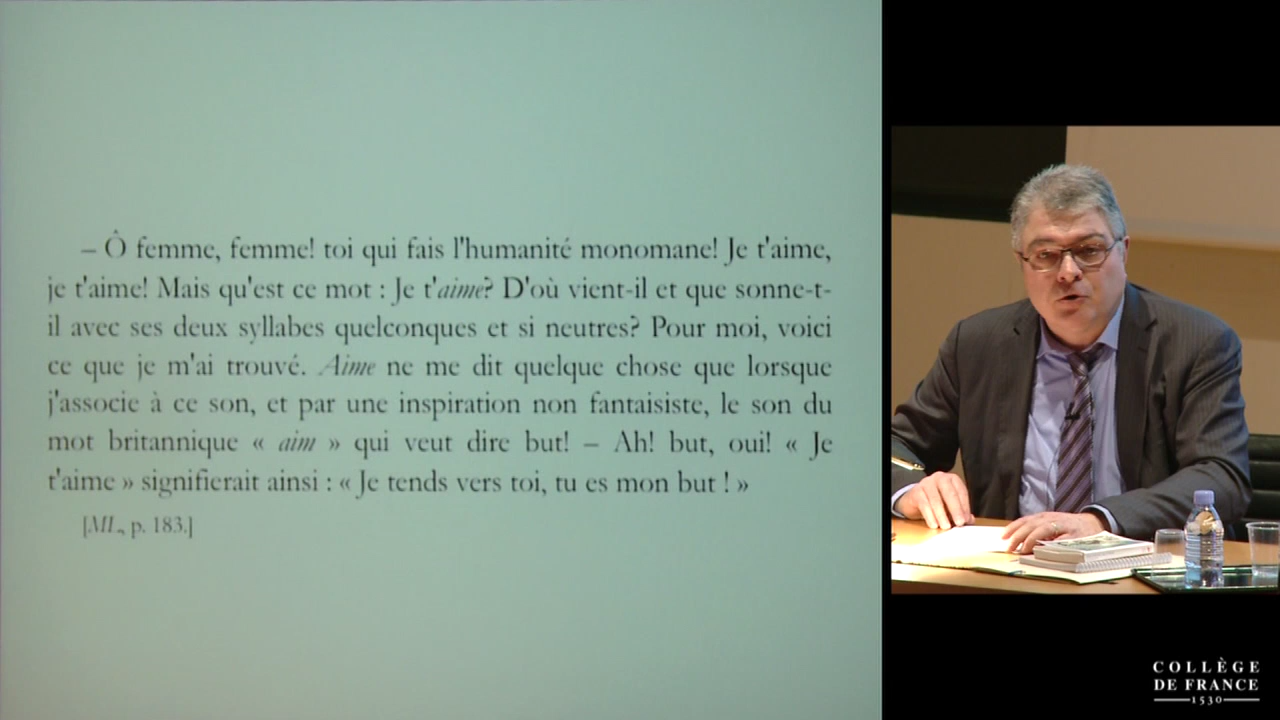 – Ô femme, femme! toi qui fais l'humanité monomane! Je t'aime,
je t'aime! Mais qu'est ce mot : Je t'aime? D'où vient-il et que sonne-t-
il avec ses deux syllabes quelconques et si neutres? Pour moi, voici
ce que je m'ai trouvé. Aime ne me dit quelque chose que lorsque
j'associe à ce son, et par une inspiration non fantaisiste, le son du
mot britannique « aim » qui veut dire but! – Ah! but, oui! « Je
t'aime » signifierait ainsi : « Je tends vers toi, tu es mon but ! »
[ML, p. 183.]
COLLÈGE
DE FRANCE
1530